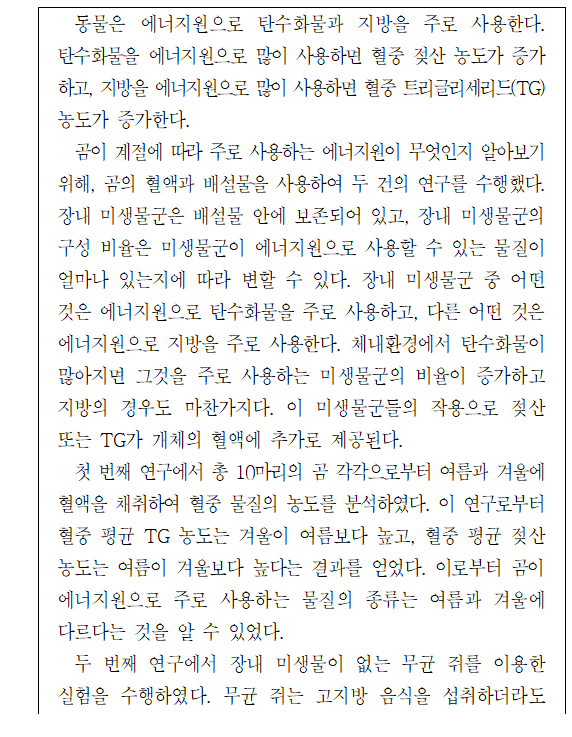 동물은 에너지원으로 탄수화물과 지방을 주로 사용한다.
탄수화물을 에너지원으로 많이 사용하면 혈중 젖산 농도가 증가
하고, 지방을 에너지원으로 많이 사용하면 혈중 트리글리세리드(TG)
농도가 증가한다.
곰이 계절에 따라 주로 사용하는 에너지원이 무엇인지 알아보기
위해, 곰의 혈액과 배설물을 사용하여 두 건의 연구를 수행했다.
장내 미생물군은 배설물 안에 보존되어 있고, 장내 미생물군의
구성 비율은 미생물군이 에너지원으로 사용할 수 있는 물질이
얼마나 있는지에 따라 변할 수 있다. 장내 미생물군 중 어떤
것은 에너지원으로 탄수화물을 주로 사용하고, 다른 어떤 것은
에너지원으로 지방을 주로 사용한다. 체내환경에서 탄수화물이
많아지면 그것을 주로 사용하는 미생물군의 비율이 증가하고
지방의 경우도 마찬가지다. 이 미생물군들의 작용으로 젖산
또는 TG가 개체의 혈액에 추가로 제공된다.
첫 번째 연구에서 총 10마리의 곰 각각으로부터 여름과 겨울에
혈액을 채취하여 혈중 물질의 농도를 분석하였다. 이 연구로부터
혈중 평균 TG 농도는 겨울이 여름보다 높고, 혈중 평균 젖산
농도는 여름이 겨울보다 높다는 결과를 얻었다. 이로부터 곰이
에너지원으로 주로 사용하는 물질의 종류는 여름과 겨울에
다르다는 것을 알 수 있었다.
두 번째 연구에서 장내 미생물이 없는 무균 쥐를 이용한
실험을 수행하였다. 무균 쥐는 고지방 음식을 섭취하더라도